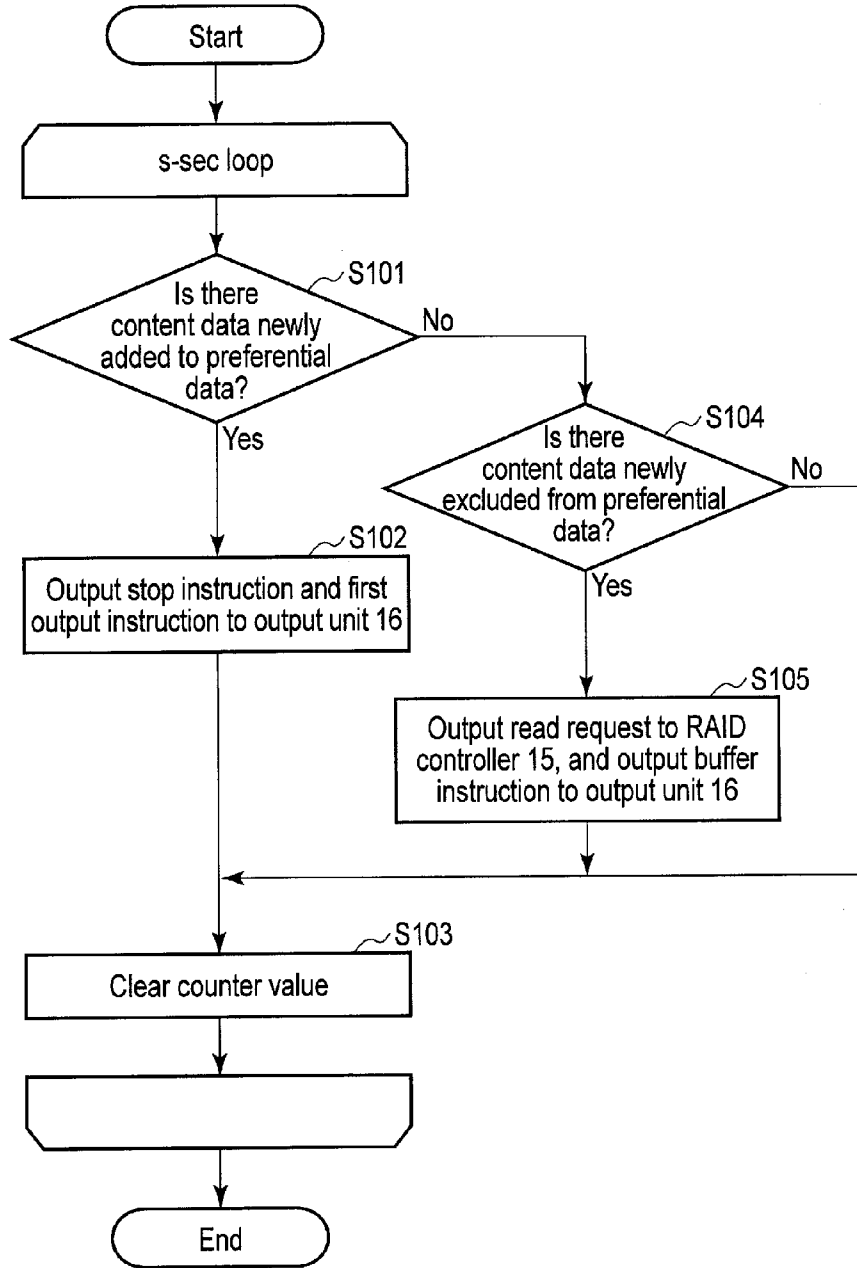 Start
s-sec loop
S101
Is there
content data newly
added to preferential
data?
No
Yes
S104
Is there
content data newly
excluded from preferential
data?
No
Yes
S102
Output stop instruction and first
output instruction to output unit 16
S105
Output read request to RAID
controller 15, and output buffer
instruction to output unit 16
S103
Clear counter value
End